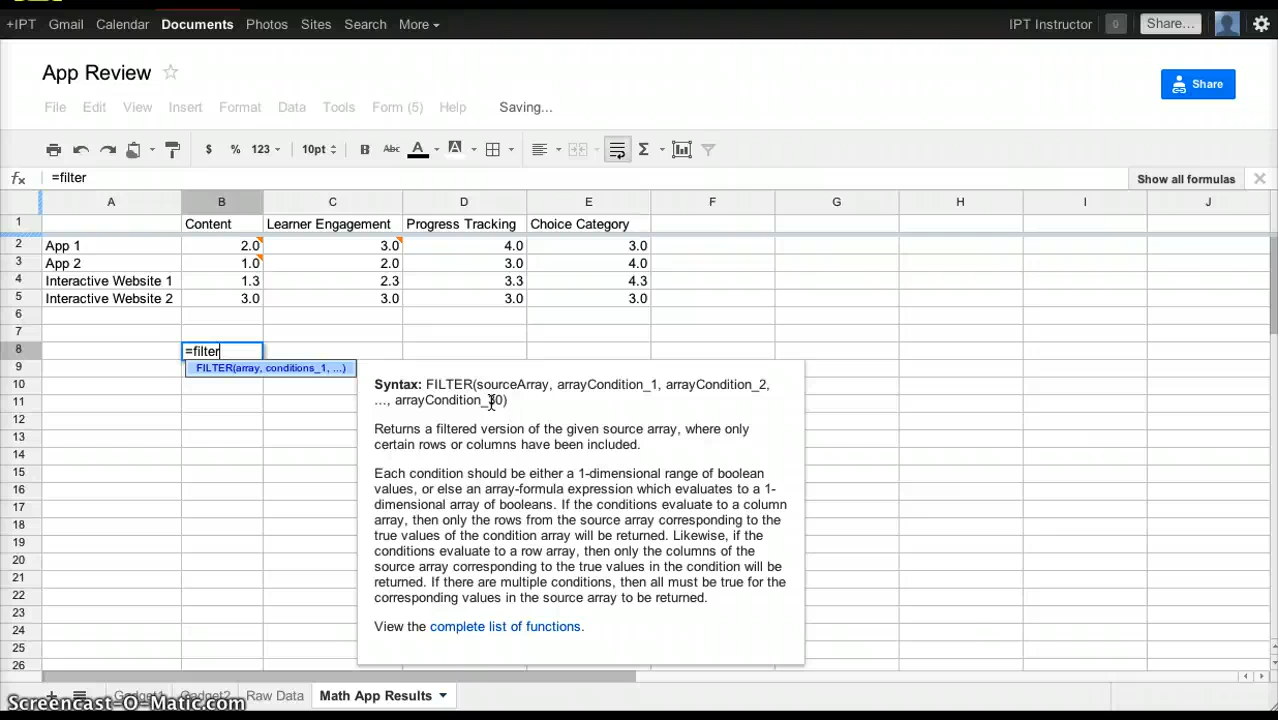 +IPT Gmail Calendar Documents Photos Sites Search More IPT Instructor 0 Share...
App Review
Share
File Edit View Insert Format Data Tools Form (5) Help Saving...
$ % 123 10pt B Abc A A Σ
fx =filter Show all formulas
A B C D E F G H I J
1 Content Learner Engagement Progress Tracking Choice Category
2 App 1 2.0 3.0 4.0 3.0
3 App 2 1.0 2.0 3.0 4.0
4 Interactive Website 1 1.3 2.3 3.3 4.3
5 Interactive Website 2 3.0 3.0 3.0 3.0
6
7
8 =filter
9 FILTER(array, conditions_1, ...)
10 Syntax: FILTER(sourceArray, arrayCondition_1, arrayCondition_2,
11 ..., arrayCondition_30)
12 Returns a filtered version of the given source array, where only
13 certain rows or columns have been included.
14
15 Each condition should be either a 1-dimensional range of boolean
16 values, or else an array-formula expression which evaluates to a 1-
17 dimensional array of booleans. If the conditions evaluate to a column
18 array, then only the rows from the source array corresponding to the
19 true values of the condition array will be returned. Likewise, if the
20 conditions evaluate to a row array, then only the columns of the
21 source array corresponding to the true values in the condition will be
22 returned. If there are multiple conditions, then all must be true for the
23 corresponding values in the source array to be returned.
24 View the complete list of functions.
25
26
Gadget2 Raw Data Math App Results
Screencast-O-Matic.com